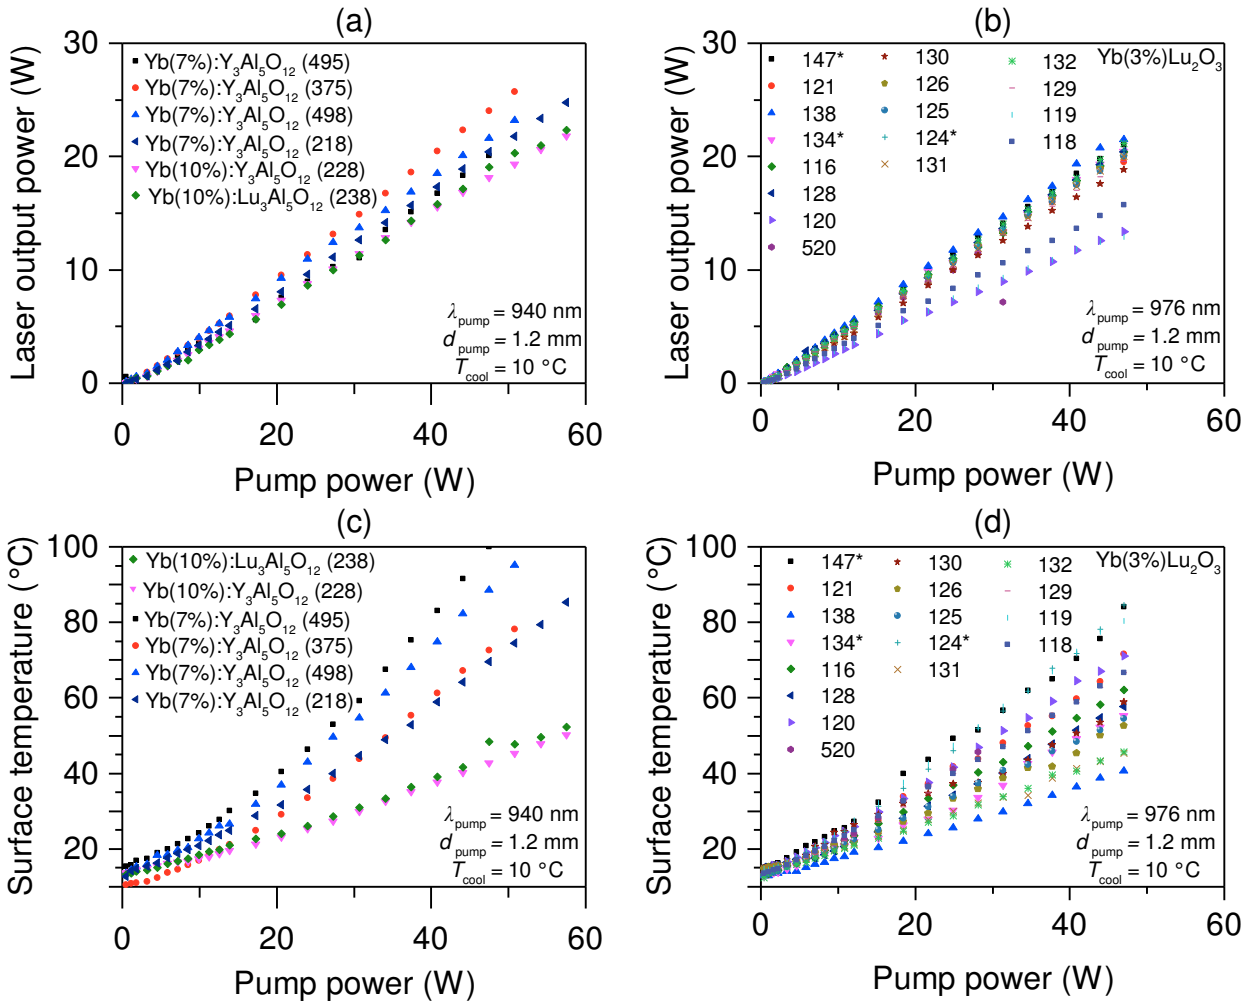 (a)
Laser output power (W)
30
20
10
0
Yb(7%):Y₃Al₅O₁₂ (495)
Yb(7%):Y₃Al₅O₁₂ (375)
Yb(7%):Y₃Al₅O₁₂ (498)
Yb(7%):Y₃Al₅O₁₂ (218)
Yb(10%):Y₃Al₅O₁₂ (228)
Yb(10%):Lu₃Al₅O₁₂ (238)
λpump = 940 nm
d pump = 1.2 mm
Tcool = 10 °C
0 20 40 60
Pump power (W)
(b)
Laser output power (W)
30
20
10
0
147*
121
138
134*
116
128
120
520
130
126
125
124*
131
132
129
119
118
Yb(3%)Lu₂O₃
λpump = 976 nm
d pump = 1.2 mm
Tcool = 10 °C
0 20 40 60
Pump power (W)
(c)
Surface temperature (°C)
100
80
60
40
20
Yb(10%):Lu₃Al₅O₁₂ (238)
Yb(10%):Y₃Al₅O₁₂ (228)
Yb(7%):Y₃Al₅O₁₂ (495)
Yb(7%):Y₃Al₅O₁₂ (375)
Yb(7%):Y₃Al₅O₁₂ (498)
Yb(7%):Y₃Al₅O₁₂ (218)
λpump = 940 nm
d pump = 1.2 mm
Tcool = 10 °C
0 20 40 60
Pump power (W)
(d)
Surface temperature (°C)
100
80
60
40
20
147*
121
138
134*
116
128
120
520
130
126
125
124*
131
132
129
119
118
Yb(3%)Lu₂O₃
λpump = 976 nm
d pump = 1.2 mm
Tcool = 10 °C
0 20 40 60
Pump power (W)